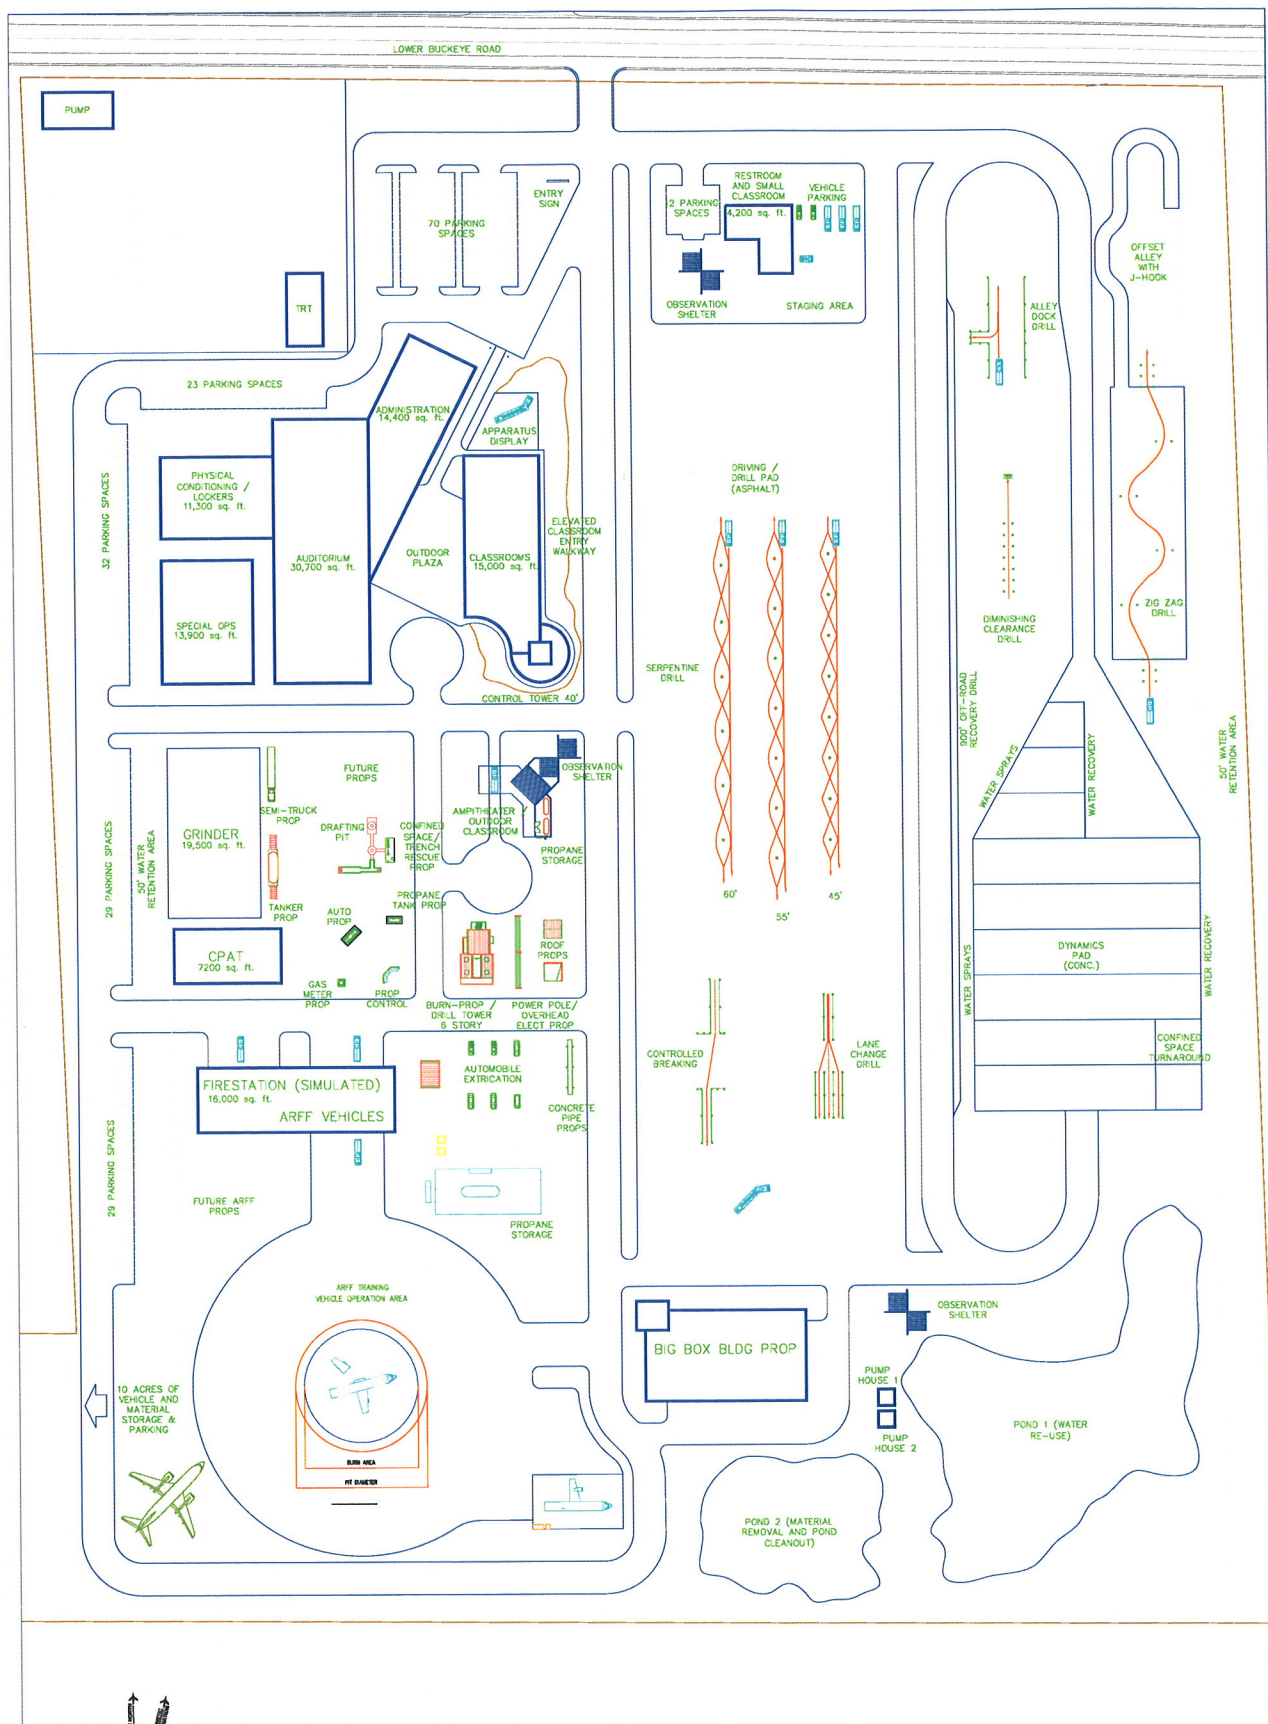 LOWER BUCKEYE ROAD
PUMP
TRT
70 PARKING
SPACES
ENTRY
SIGN
2 PARKING
SPACES
RESTROOM
AND SMALL
CLASSROOM
4,200 sq. ft.
VEHICLE
PARKING
OBSERVATION
SHELTER
STAGING AREA
OFFSET
ALLEY
WITH
J-HOOK
ALLEY
DOCK
DRILL
23 PARKING SPACES
32 PARKING SPACES
ADMINISTRATION
14,400 sq. ft.
APPARATUS
DISPLAY
PHYSICAL
CONDITIONING /
LOCKERS
11,300 sq. ft.
AUDITORIUM
30,700 sq. ft.
OUTDOOR
PLAZA
CLASSROOMS
15,000 sq. ft.
ELEVATED
CLASSROOM
ENTRY
WALKWAY
SPECIAL OPS
13,900 sq. ft.
CONTROL TOWER 40'
DRIVING /
DRILL PAD
(ASPHALT)
SERPENTINE
DRILL
60'
55'
45'
DIMINISHING
CLEARANCE
DRILL
ZIG ZAG
DRILL
900' OFF-ROAD
RECOVERY DRILL
WATER SPRAYS
WATER RECOVERY
50' WATER
RETENTION AREA
29 PARKING SPACES
50' WATER
RETENTION AREA
GRINDER
19,500 sq. ft.
SEMI-TRUCK
PROP
FUTURE
PROPS
DRAFTING
PIT
CONFINED
SPACE/
TRENCH
RESCUE
PROP
TANKER
PROP
AUTO
PROP
PROPANE
TANK PROP
AMPITHEATER /
OUTDOOR
CLASSROOM
OBSERVATION
SHELTER
PROPANE
STORAGE
CPAT
7200 sq. ft.
GAS
METER
PROP
PROP
CONTROL
ROOF
PROPS
BURN-PROP /
DRILL TOWER
6 STORY
POWER POLE/
OVERHEAD
ELECT PROP
DYNAMICS
PAD
(CONC.)
WATER SPRAYS
WATER RECOVERY
CONFINED
SPACE
TURNAROUND
CONTROLLED
BREAKING
LANE
CHANGE
DRILL
FIRESTATION (SIMULATED)
16,000 sq. ft.
ARFF VEHICLES
AUTOMOBILE
EXTRICATION
CONCRETE
PIPE
PROPS
29 PARKING SPACES
FUTURE ARFF
PROPS
PROPANE
STORAGE
ARFF TRAINING
VEHICLE OPERATION AREA
BURN AREA
PIT DIAMETER
10 ACRES OF
VEHICLE AND
MATERIAL
STORAGE &
PARKING
BIG BOX BLDG PROP
OBSERVATION
SHELTER
PUMP
HOUSE 1
PUMP
HOUSE 2
POND 1 (WATER
RE-USE)
POND 2 (MATERIAL
REMOVAL AND POND
CLEANOUT)